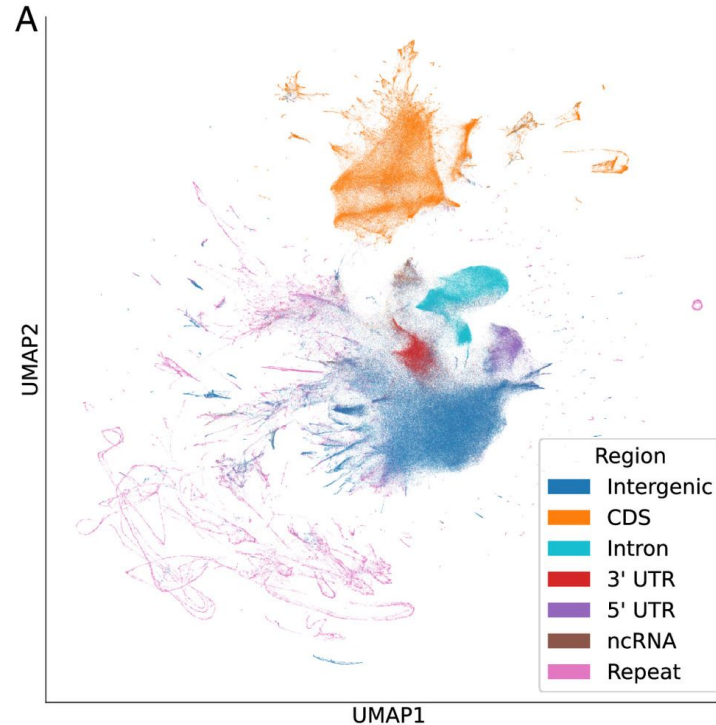 A
UMAP2
Region
Intergenic
CDS
Intron
3' UTR
5' UTR
ncRNA
Repeat
UMAP1